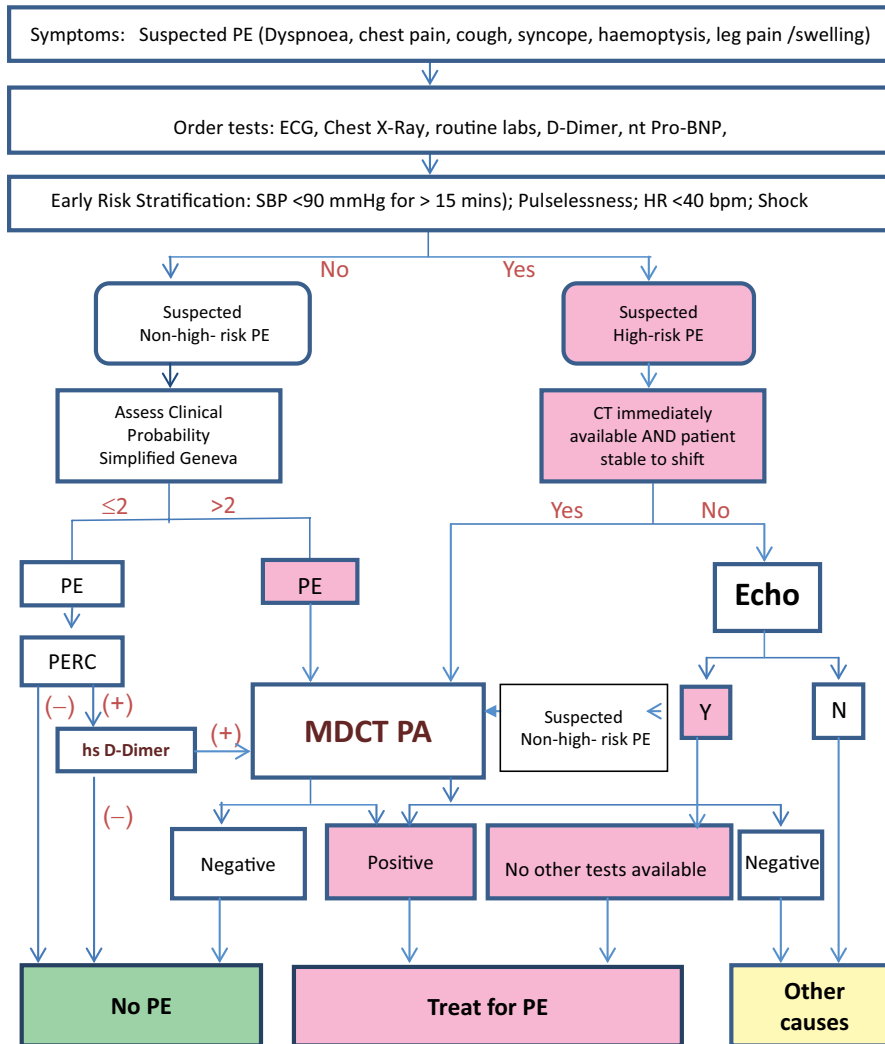 Symptoms: Suspected PE (Dyspnoea, chest pain, cough, syncope, haemoptysis, leg pain /swelling)
Order tests: ECG, Chest X-Ray, routine labs, D-Dimer, nt Pro-BNP,
Early Risk Stratification: SBP <90 mmHg for > 15 mins); Pulselessness; HR <40 bpm; Shock
No
Yes
Suspected
Non-high- risk PE
Suspected
High-risk PE
Assess Clinical
Probability
Simplified Geneva
CT immediately
available AND patient
stable to shift
≤2
>2
Yes
No
PE
PE
Echo
PERC
(–)
(+)
hs D-Dimer
(+)
(–)
MDCT PA
Suspected
Non-high- risk PE
Y
N
Negative
Positive
No other tests available
Negative
No PE
Treat for PE
Other
causes